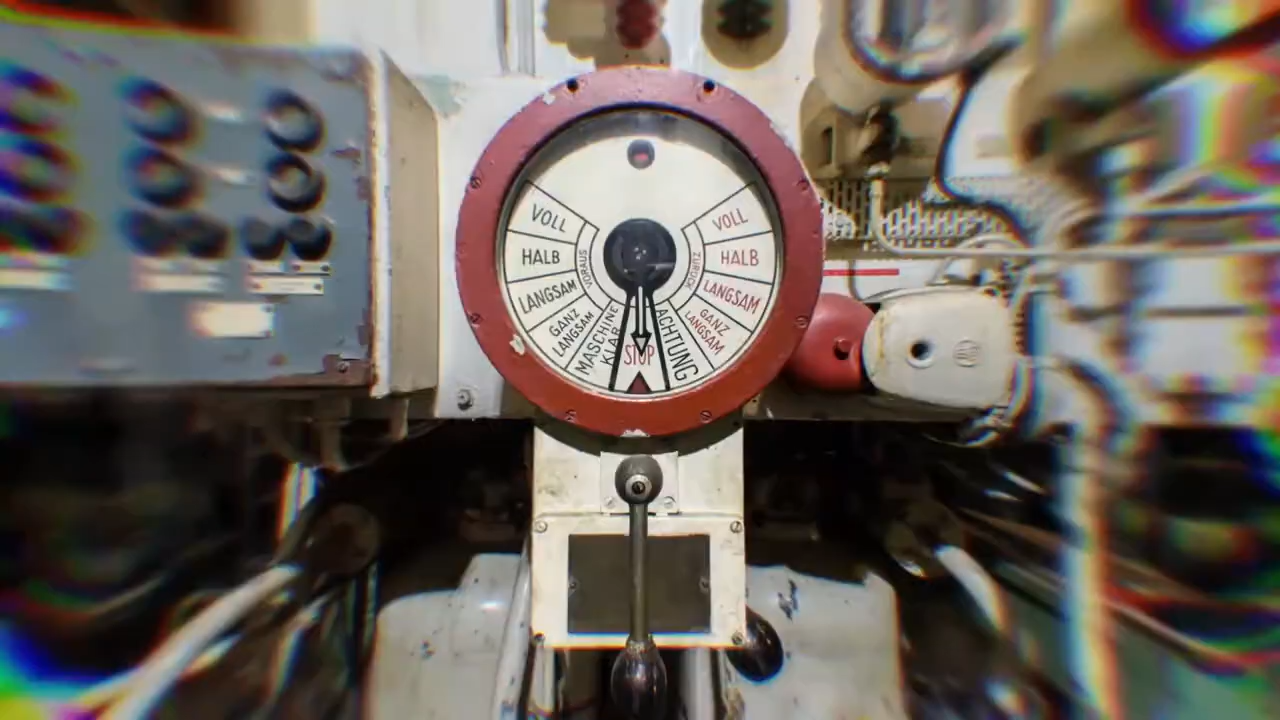 VOLL
HALB
LANGSAM
GANZ
LANGSAM
MASCHINE
KLAR
VORAUS
STOP
ACHTUNG
VOLL
HALB
LANGSAM
GANZ
LANGSAM
ZURÜCK